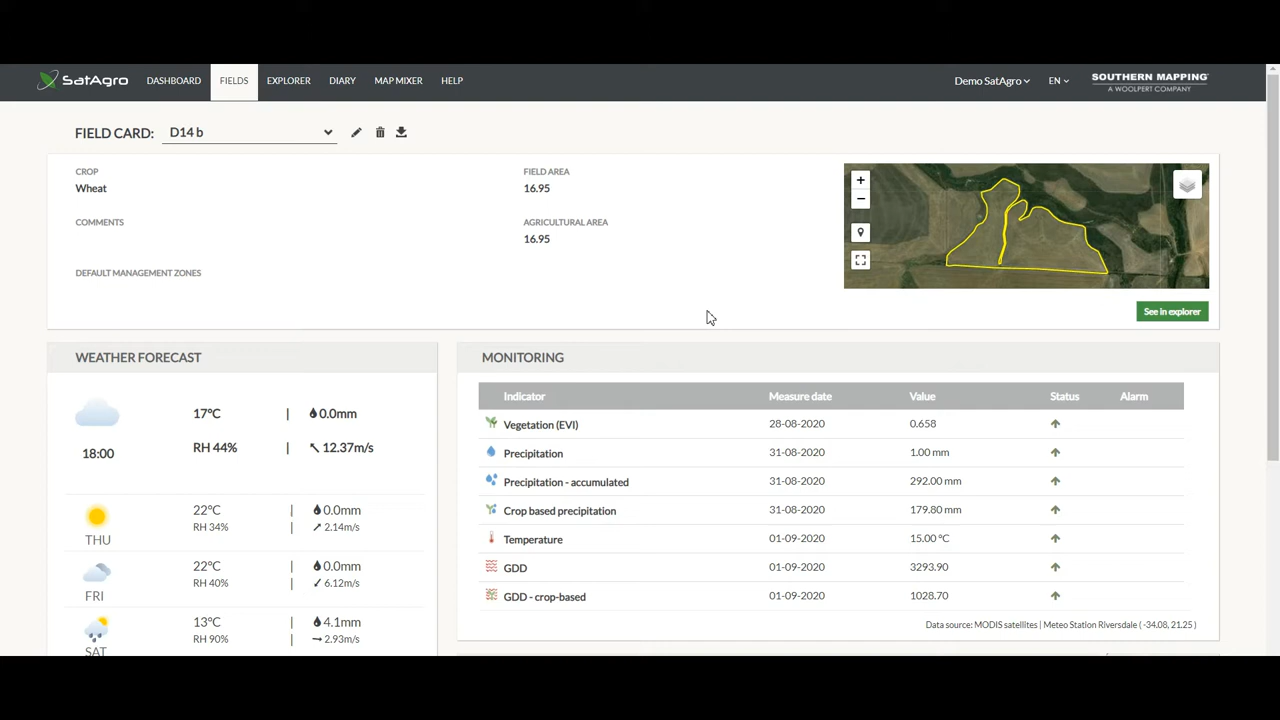 SatAgro DASHBOARD FIELDS EXPLORER DIARY MAP MIXER HELP Demo SatAgro EN SOUTHERN MAPPING
A WOOLPERT COMPANY
FIELD CARD: D14 b
CROP
Wheat
FIELD AREA
16.95
COMMENTS
AGRICULTURAL AREA
16.95
DEFAULT MANAGEMENT ZONES
+
−
See in explorer
WEATHER FORECAST
17°C | 0.0mm
18:00
RH 44% | 12.37m/s
THU
22°C | 0.0mm
RH 34% | 2.14m/s
FRI
22°C | 0.0mm
RH 40% | 6.12m/s
SAT
13°C | 4.1mm
RH 90% | 2.93m/s
MONITORING
Indicator Measure date Value Status Alarm
Vegetation (EVI) 28-08-2020 0.658
Precipitation 31-08-2020 1.00 mm
Precipitation - accumulated 31-08-2020 292.00 mm
Crop based precipitation 31-08-2020 179.80 mm
Temperature 01-09-2020 15.00 °C
GDD 01-09-2020 3293.90
GDD - crop-based 01-09-2020 1028.70
Data source: MODIS satellites | Meteo Station Riversdale ( -34.08, 21.25 )